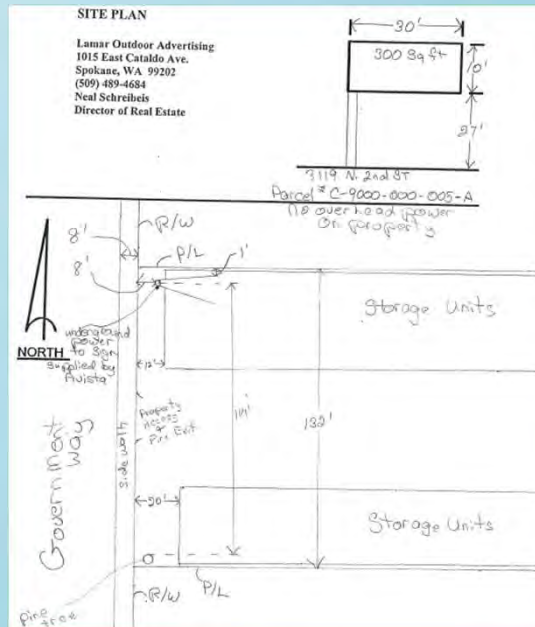 SITE PLAN
Lamar Outdoor Advertising
1015 East Cataldo Ave.
Spokane, WA 99202
(509) 489-4684
Neal Schreibeis
Director of Real Estate
30'
300 Sq ft
10'
27'
3119 N. 2nd ST
Parcel # C-9000-000-005-A
No overhead power
On property
R/W
8'
P/L
1'
8'
Storage Units
underground
power
to Sign
Supplied by
Avista
NORTH
12'
Property
Access
Fire Exit
132'
Government
Way
Sidewalk
20'
Storage Units
R/W
P/L
pine
tree